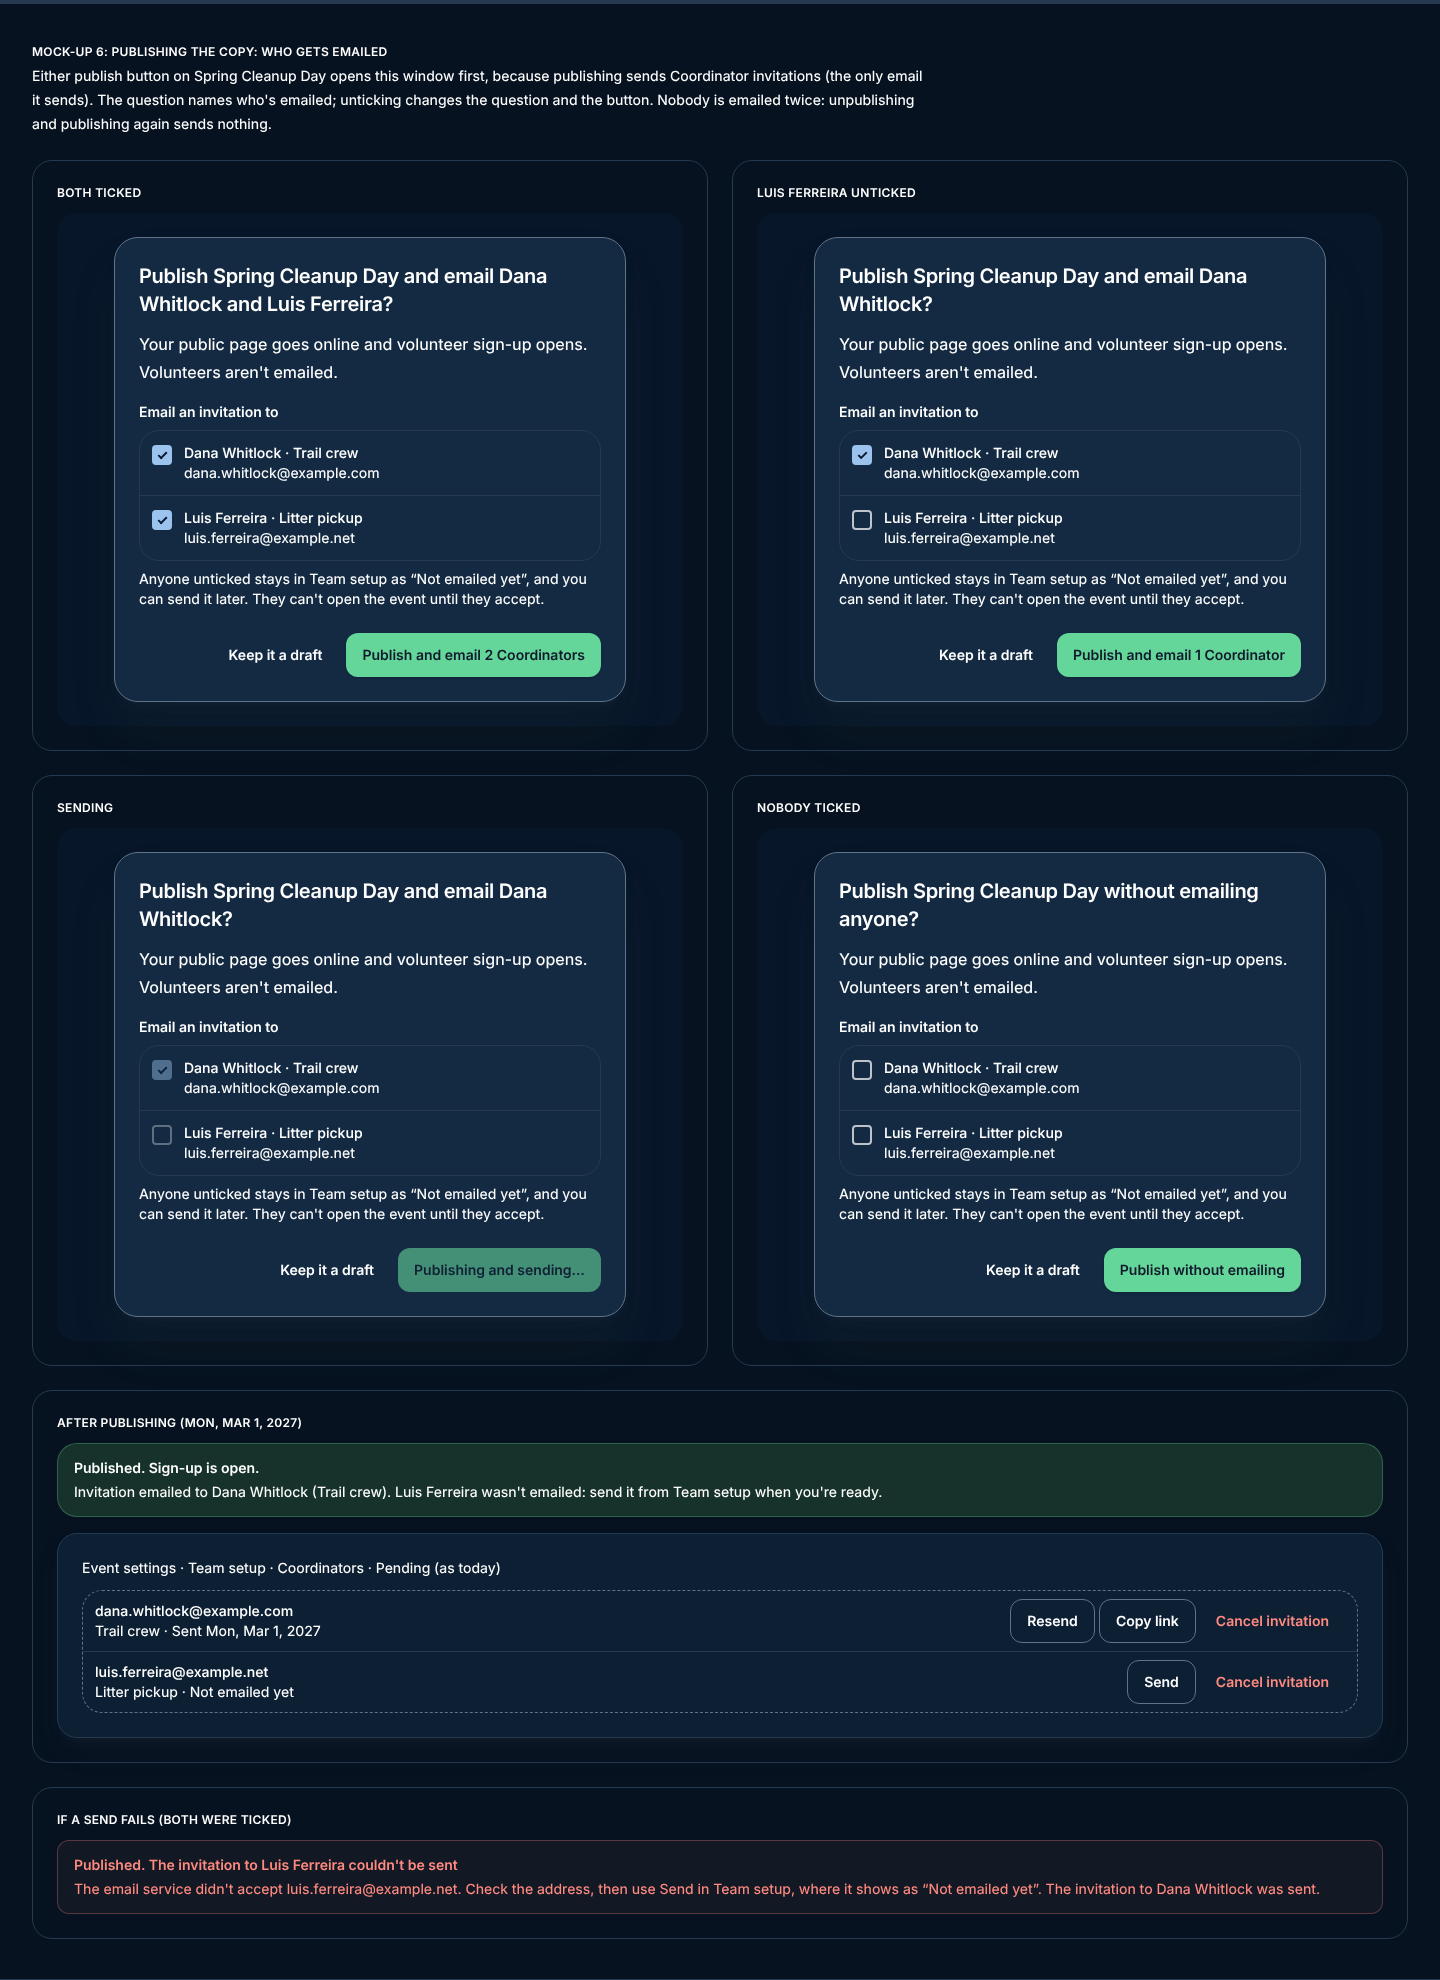 MOCK-UP 6: PUBLISHING THE COPY: WHO GETS EMAILED
Either publish button on Spring Cleanup Day opens this window first, because publishing sends Coordinator invitations (the only email
it sends). The question names who's emailed; unticking changes the question and the button. Nobody is emailed twice: unpublishing
and publishing again sends nothing.
BOTH TICKED
Publish Spring Cleanup Day and email Dana
Whitlock and Luis Ferreira?
Your public page goes online and volunteer sign-up opens.
Volunteers aren't emailed.
Email an invitation to
Dana Whitlock · Trail crew
dana.whitlock@example.com
Luis Ferreira · Litter pickup
luis.ferreira@example.net
Anyone unticked stays in Team setup as “Not emailed yet”, and you
can send it later. They can't open the event until they accept.
Keep it a draft
Publish and email 2 Coordinators
LUIS FERREIRA UNTICKED
Publish Spring Cleanup Day and email Dana
Whitlock?
Your public page goes online and volunteer sign-up opens.
Volunteers aren't emailed.
Email an invitation to
Dana Whitlock · Trail crew
dana.whitlock@example.com
Luis Ferreira · Litter pickup
luis.ferreira@example.net
Anyone unticked stays in Team setup as “Not emailed yet”, and you
can send it later. They can't open the event until they accept.
Keep it a draft
Publish and email 1 Coordinator
SENDING
Publish Spring Cleanup Day and email Dana
Whitlock?
Your public page goes online and volunteer sign-up opens.
Volunteers aren't emailed.
Email an invitation to
Dana Whitlock · Trail crew
dana.whitlock@example.com
Luis Ferreira · Litter pickup
luis.ferreira@example.net
Anyone unticked stays in Team setup as “Not emailed yet”, and you
can send it later. They can't open the event until they accept.
Keep it a draft
Publishing and sending...
NOBODY TICKED
Publish Spring Cleanup Day without emailing
anyone?
Your public page goes online and volunteer sign-up opens.
Volunteers aren't emailed.
Email an invitation to
Dana Whitlock · Trail crew
dana.whitlock@example.com
Luis Ferreira · Litter pickup
luis.ferreira@example.net
Anyone unticked stays in Team setup as “Not emailed yet”, and you
can send it later. They can't open the event until they accept.
Keep it a draft
Publish without emailing
AFTER PUBLISHING (MON, MAR 1, 2027)
Published. Sign-up is open.
Invitation emailed to Dana Whitlock (Trail crew). Luis Ferreira wasn't emailed: send it from Team setup when you're ready.
Event settings · Team setup · Coordinators · Pending (as today)
dana.whitlock@example.com
Trail crew · Sent Mon, Mar 1, 2027
Resend
Copy link
Cancel invitation
luis.ferreira@example.net
Litter pickup · Not emailed yet
Send
Cancel invitation
IF A SEND FAILS (BOTH WERE TICKED)
Published. The invitation to Luis Ferreira couldn't be sent
The email service didn't accept luis.ferreira@example.net. Check the address, then use Send in Team setup, where it shows as “Not emailed yet”. The invitation to Dana Whitlock was sent.